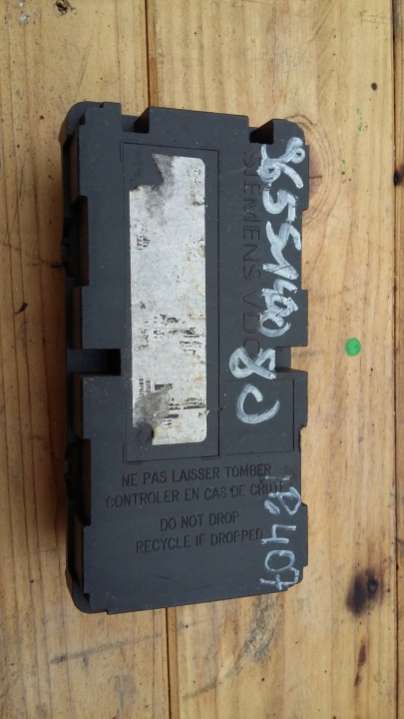 SIEMENS VDO
9655140080
NE PAS LAISSER TOMBER
CONTROLER EN CAS DE CHUTE
DO NOT DROP
RECYCLE IF DROPPED
P.407